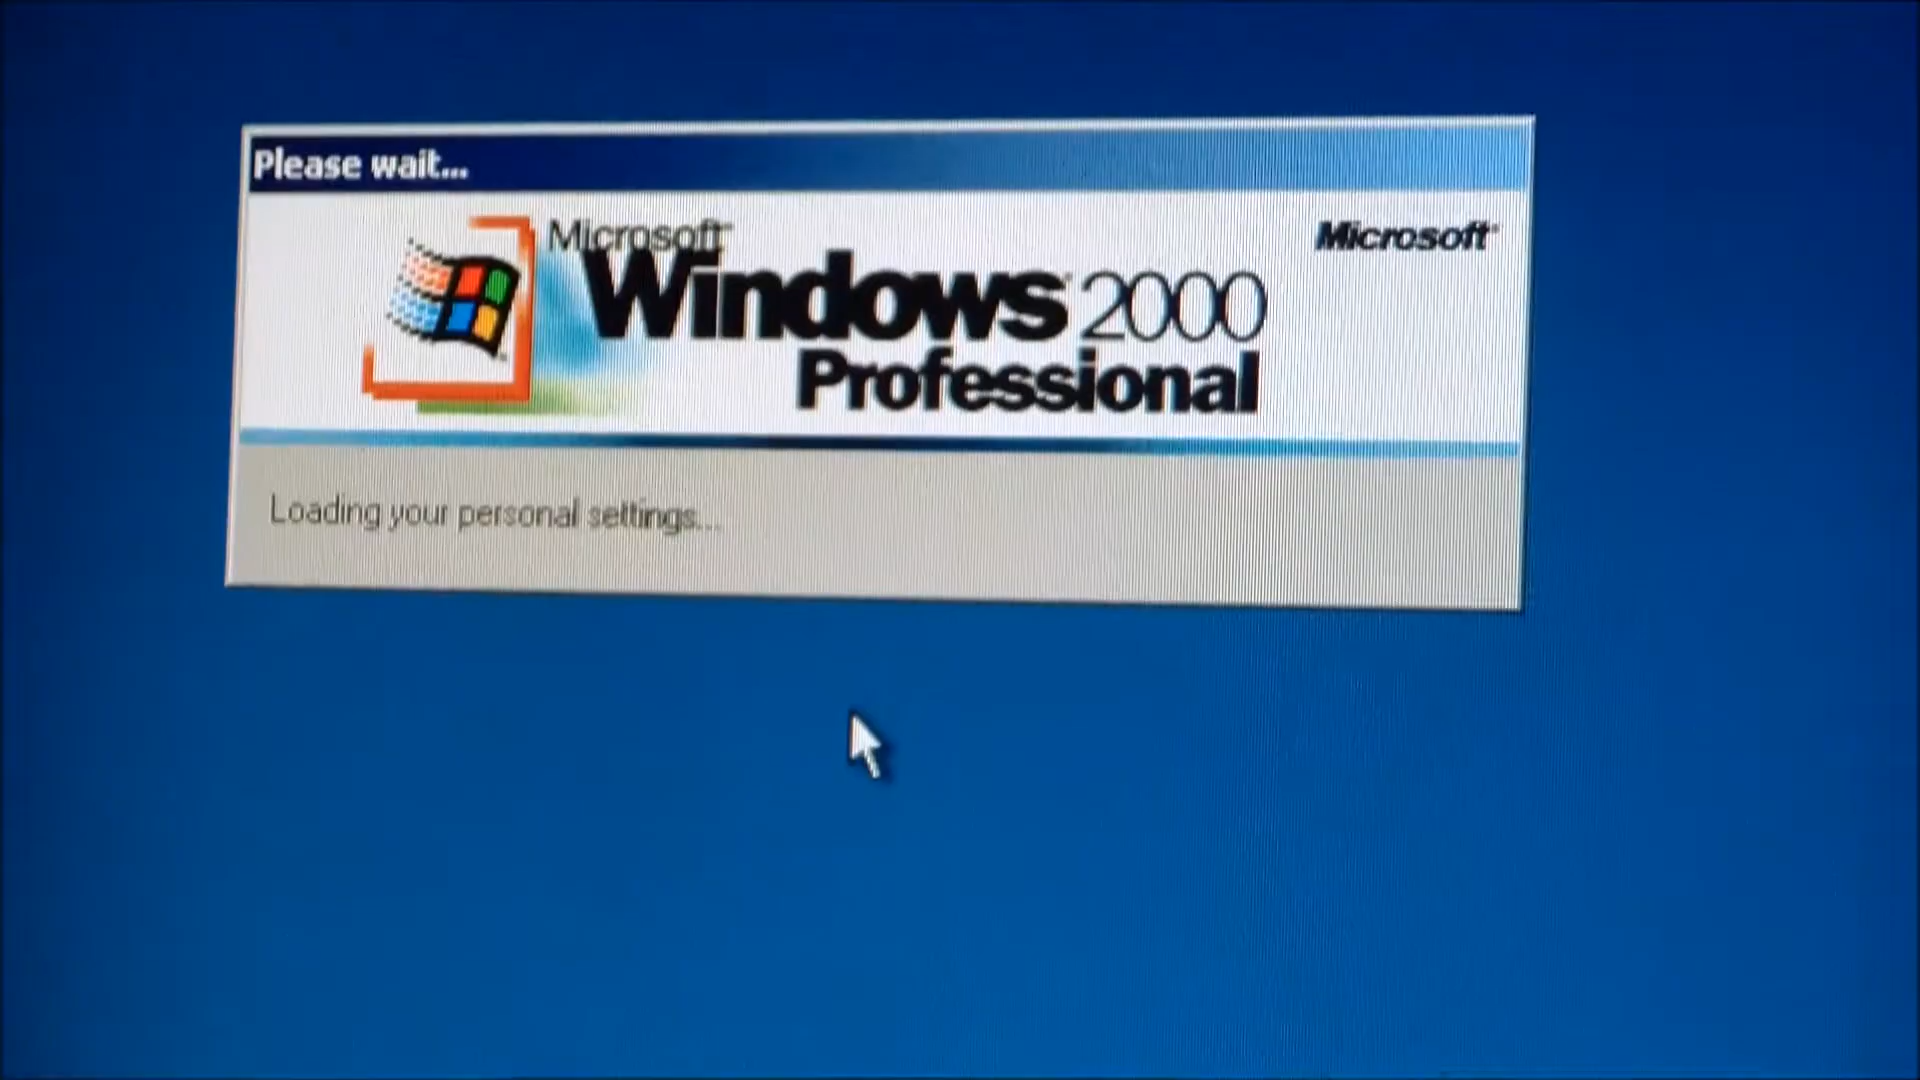 Please wait...
Microsoft
Microsoft
Windows 2000
Professional
Loading your personal settings...